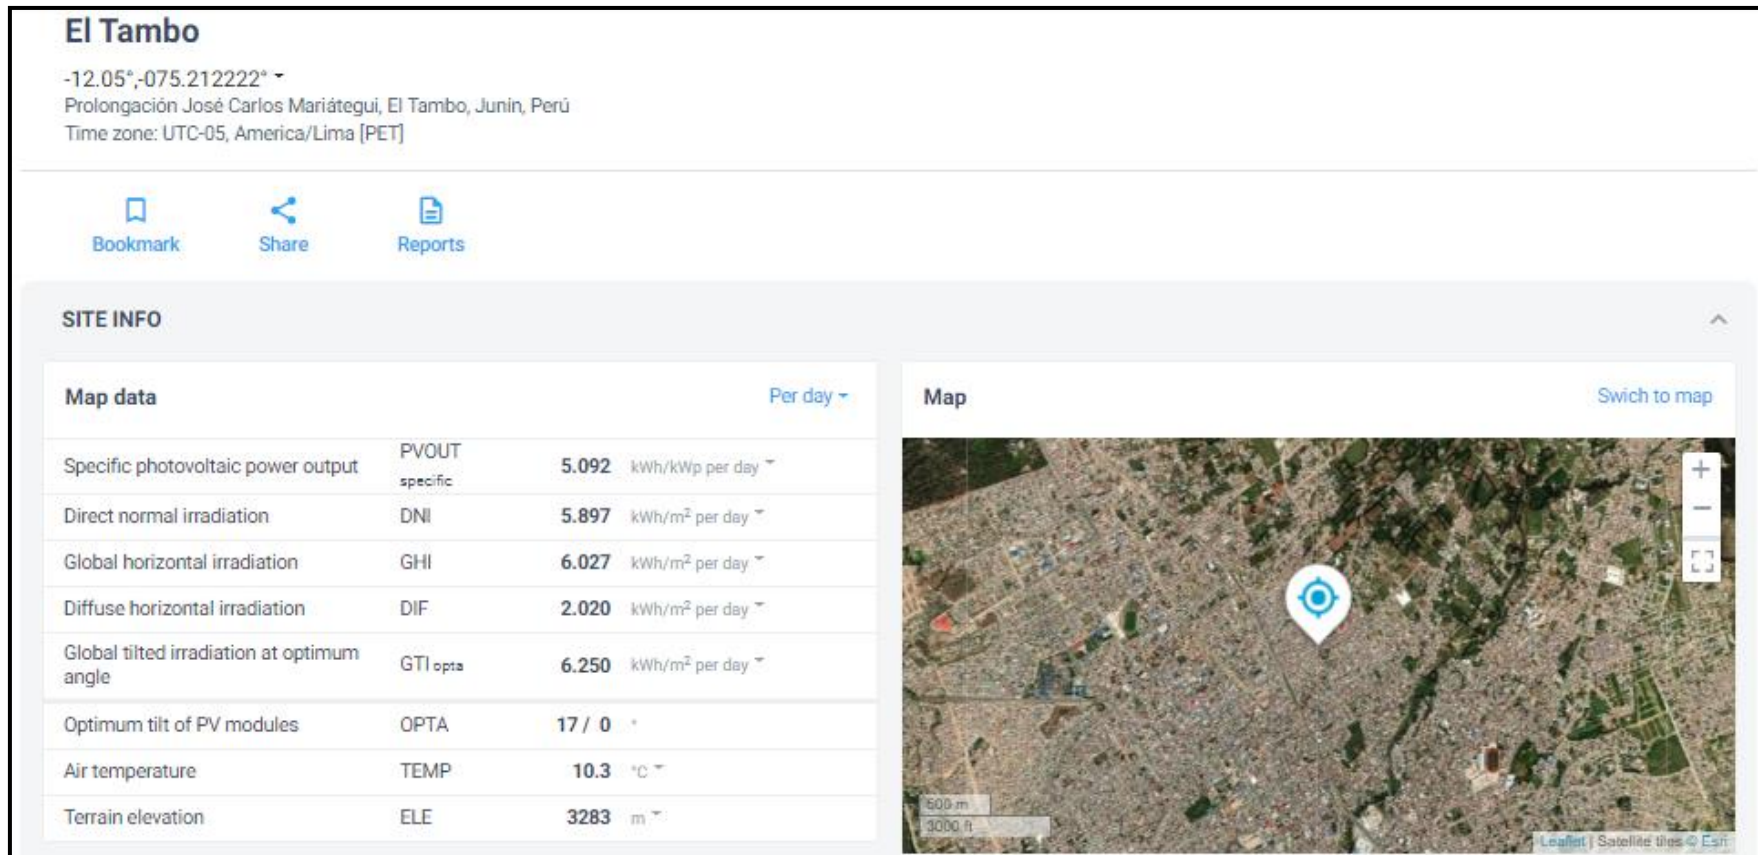 El Tambo
-12.05°,-075.212222°
Prolongación José Carlos Mariátegui, El Tambo, Junín, Perú
Time zone: UTC-05, America/Lima [PET]
Bookmark Share Reports
SITE INFO
Map data Per day
Specific photovoltaic power output PVOUT specific 5.092 kWh/kWp per day
Direct normal irradiation DNI 5.897 kWh/m² per day
Global horizontal irradiation GHI 6.027 kWh/m² per day
Diffuse horizontal irradiation DIF 2.020 kWh/m² per day
Global tilted irradiation at optimum angle GTI opta 6.250 kWh/m² per day
Optimum tilt of PV modules OPTA 17 / 0 °
Air temperature TEMP 10.3 °C
Terrain elevation ELE 3283 m
Map Swich to map
+
−
500 m
3000 ft
Leaflet | Satellite tiles © Esri